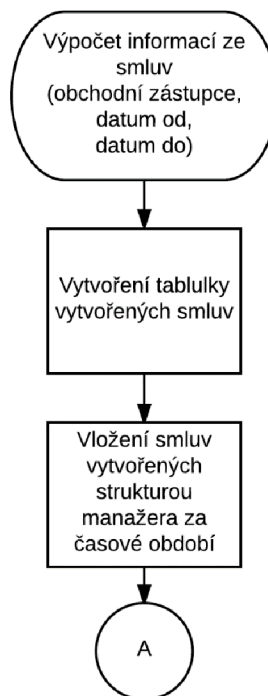 Výpočet informací ze
smluv
(obchodní zástupce,
datum od,
datum do)
Vytvoření tablulky
vytvořených smluv
Vložení smluv
vytvořených
strukturou
manažera za
časové období
A